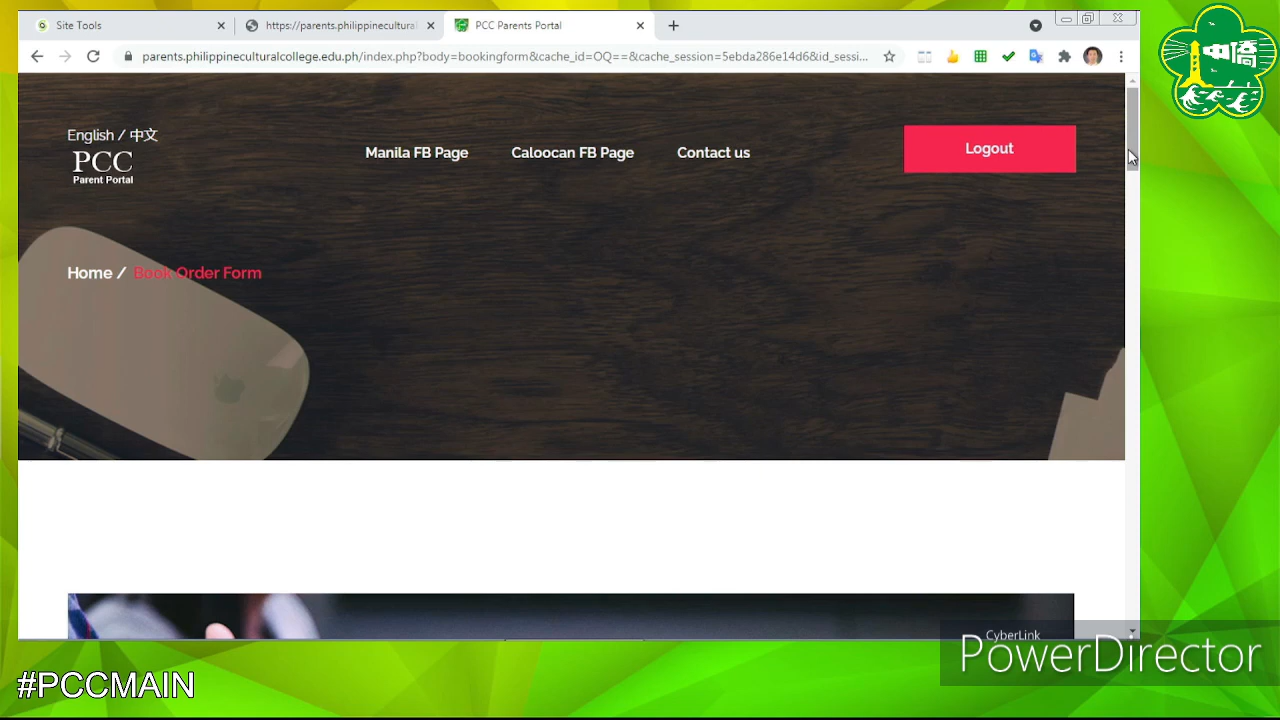 Site Tools
https://parents.philippinecultural
PCC Parents Portal
parents.philippineculturalcollege.edu.ph/index.php?body=bookingform&cache_id=OQ==&cache_session=5ebda286e14d6&id_sessi...
中僑
English / 中文
PCC
Parent Portal
Manila FB Page
Caloocan FB Page
Contact us
Logout
Home / Book Order Form
CyberLink
PowerDirector
#PCCMAIN